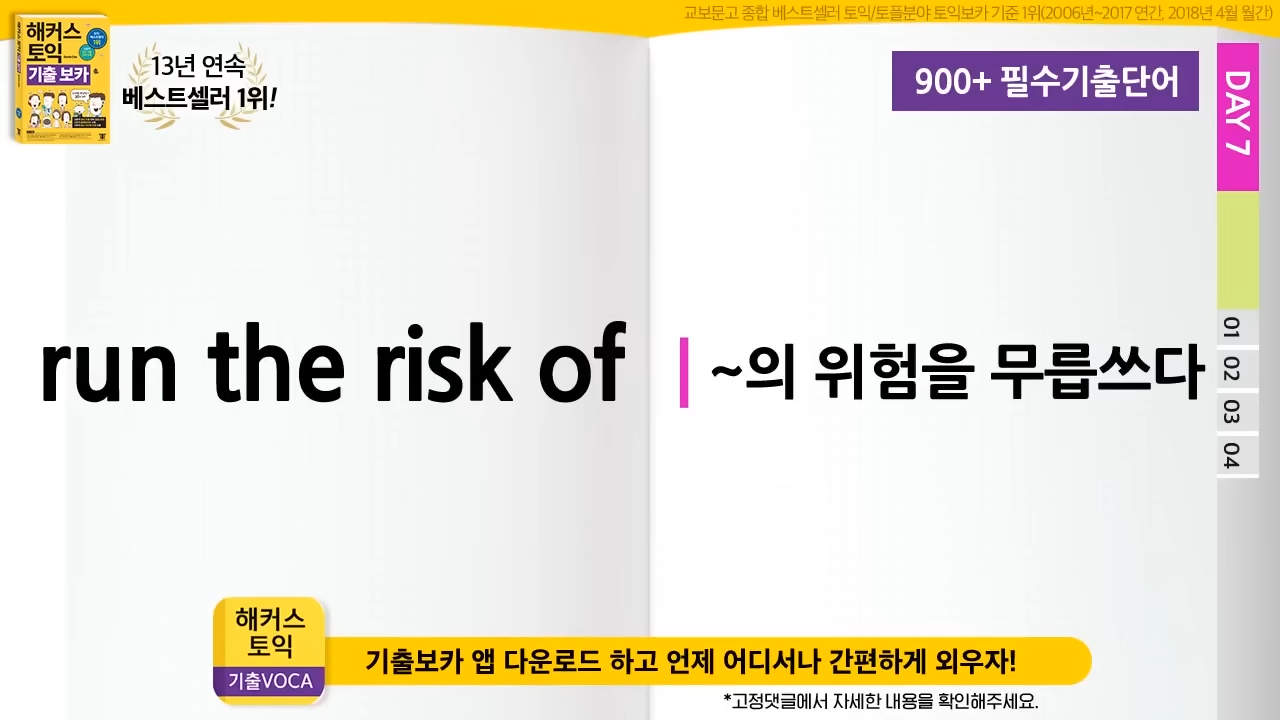 교보문고 종합 베스트셀러 토익/토플분야 토익보카 기준 1위(2006년~2017 연간, 2018년 4월 월간)
해커스
토익
기출 보카
13년 연속
베스트셀러 1위!
900+ 필수기출단어
DAY 7
run the risk of
~의 위험을 무릅쓰다
01
02
03
04
해커스
토익
기출VOCA
기출보카 앱 다운로드 하고 언제 어디서나 간편하게 외우자!
*고정댓글에서 자세한 내용을 확인해주세요.